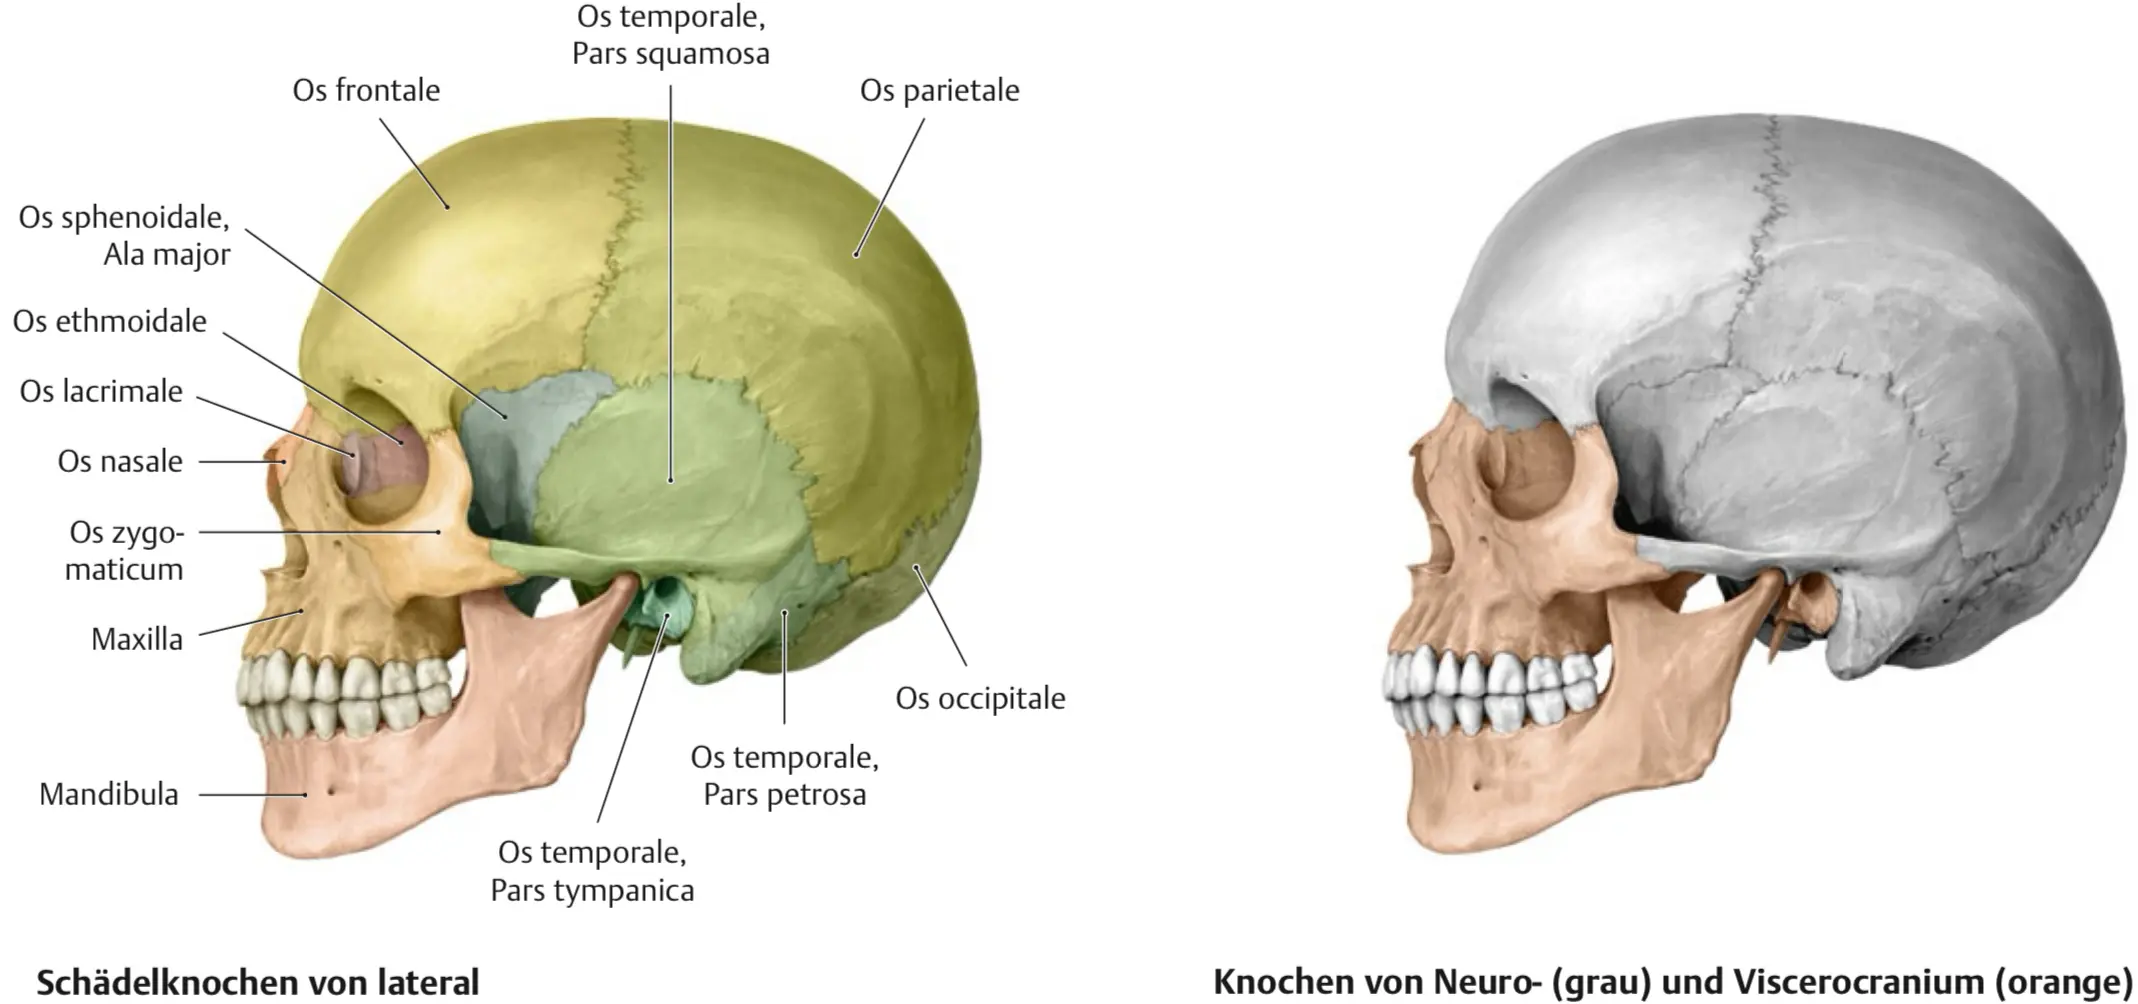 Os temporale,
Pars squamosa
Os frontale
Os parietale
Os sphenoidale,
Ala major
Os ethmoidale
Os lacrimale
Os nasale
Os zygo-
maticum
Maxilla
Mandibula
Os occipitale
Os temporale,
Pars petrosa
Os temporale,
Pars tympanica
Schädelknochen von lateral
Knochen von Neuro- (grau) und Viscerocranium (orange)